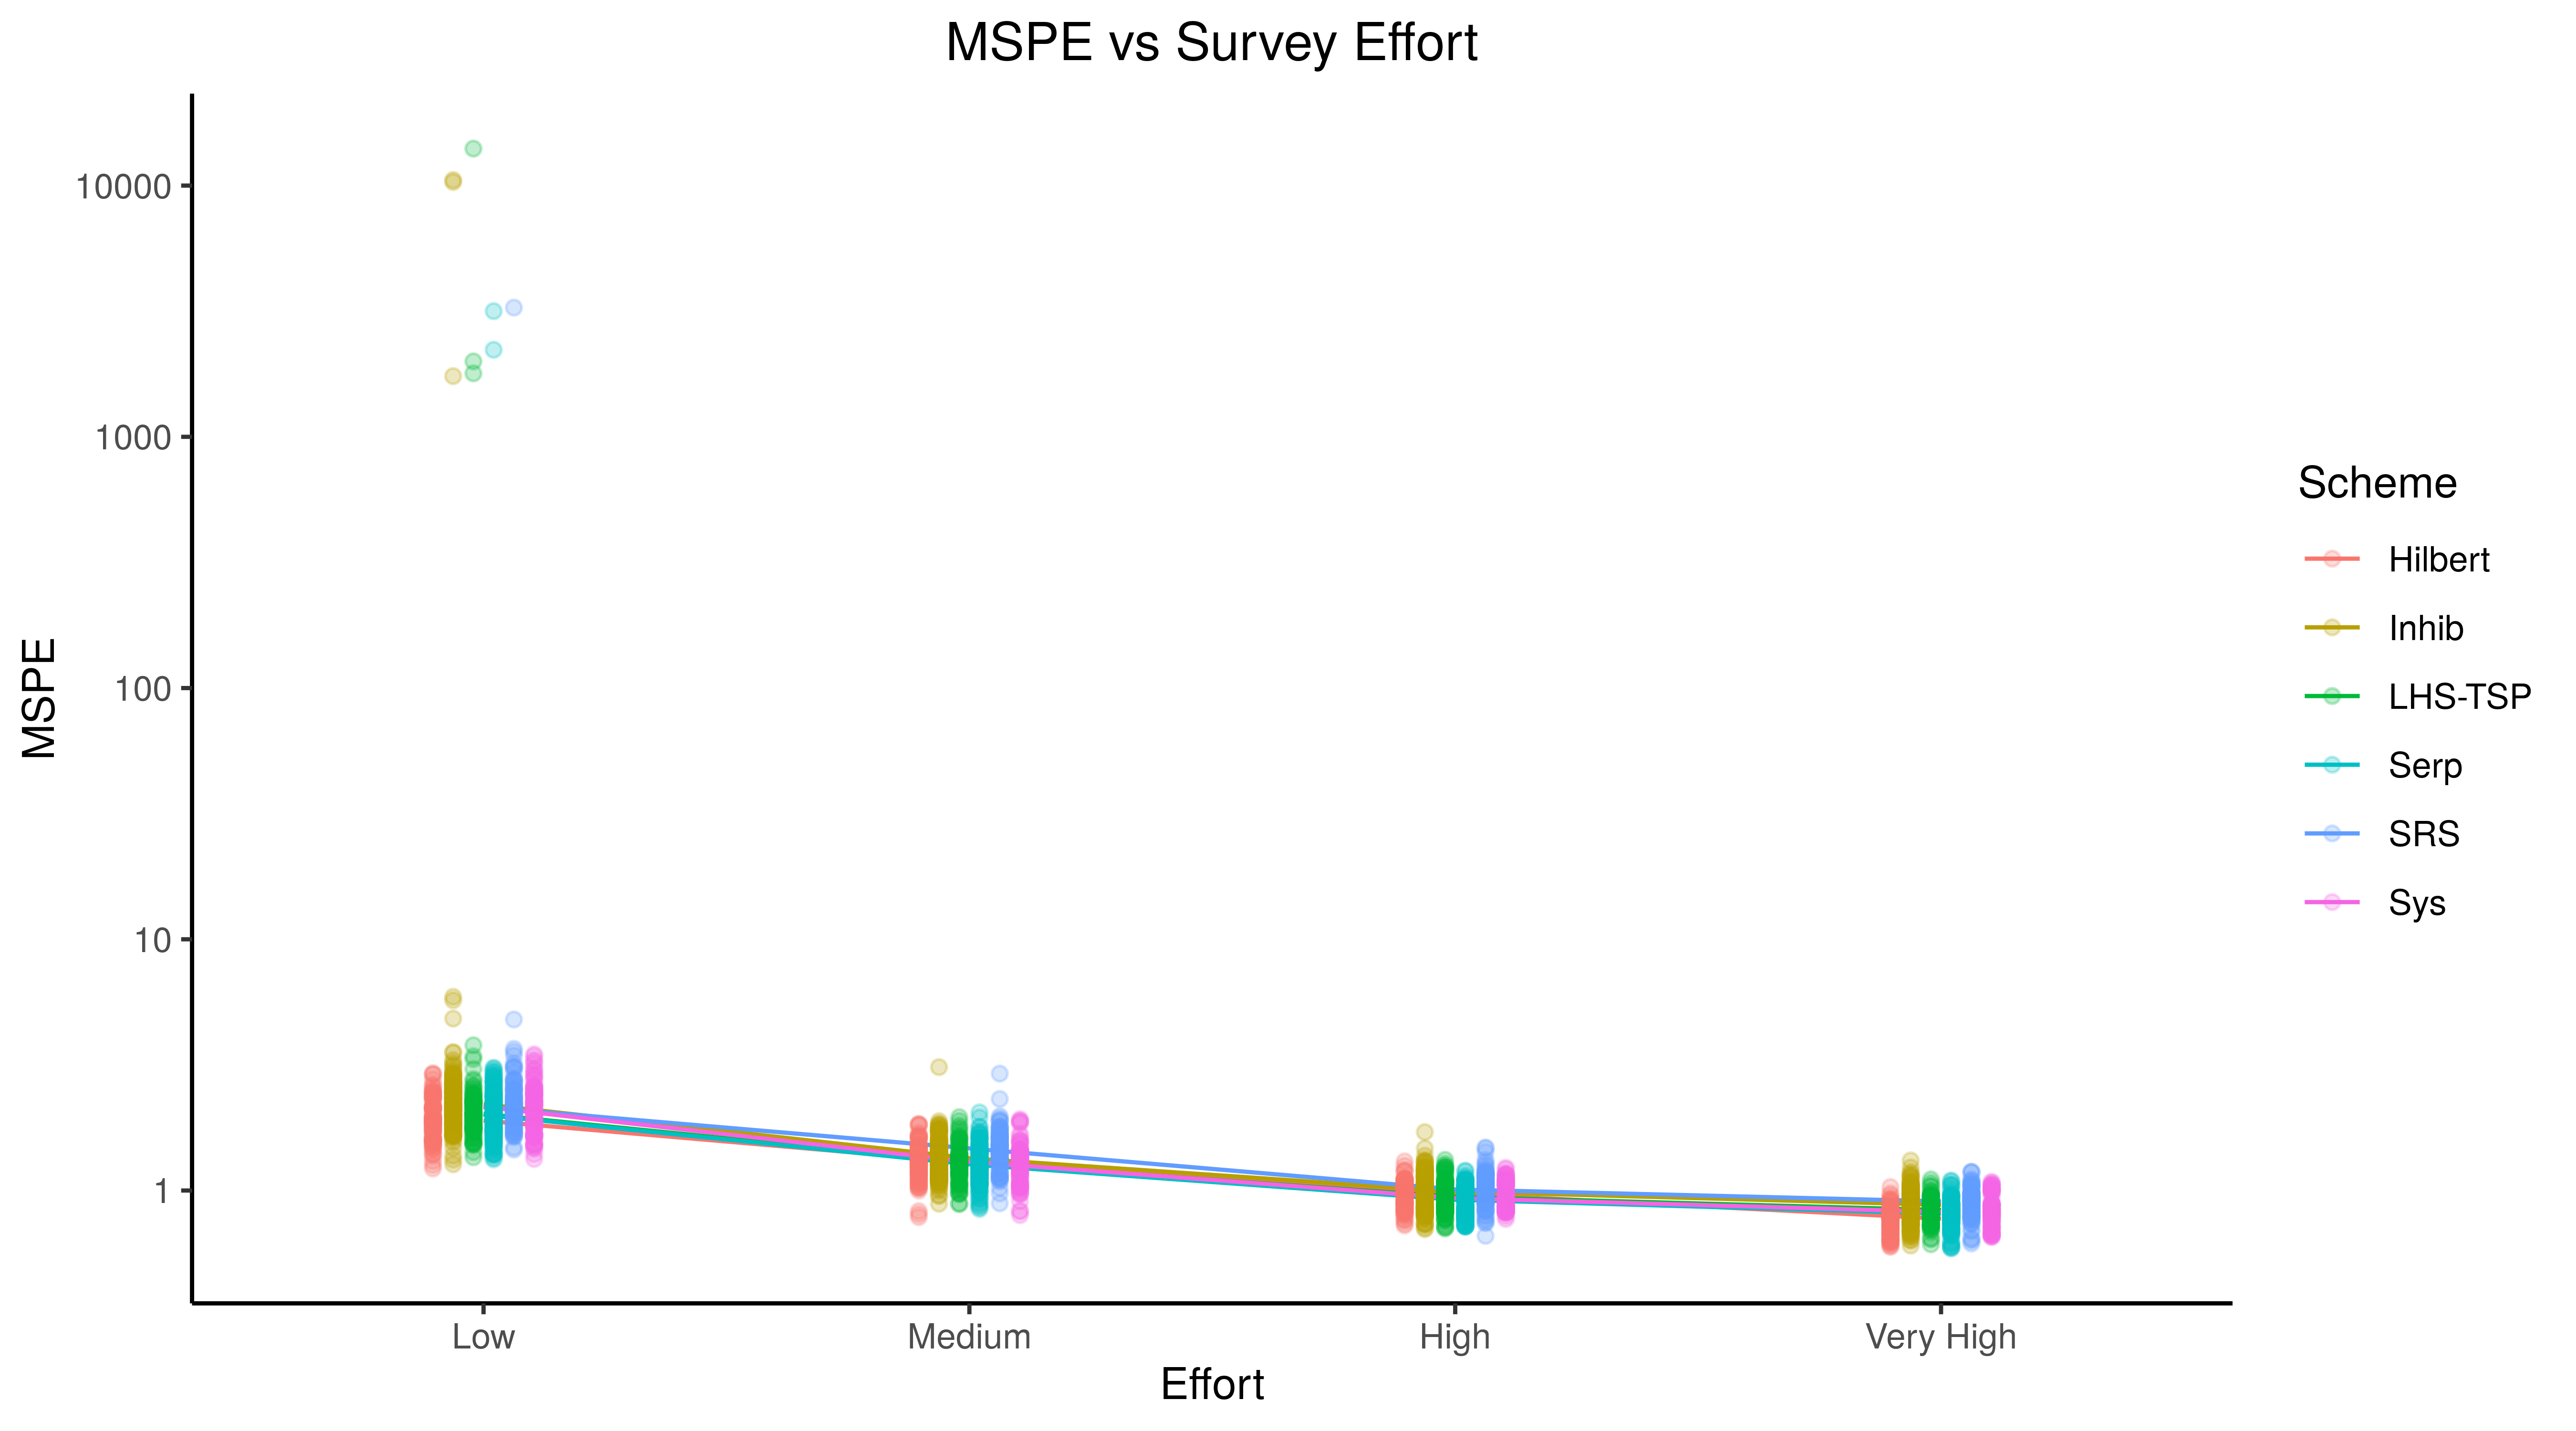 MSPE vs Survey Effort
10000
1000
100
10
1
MSPE
Low
Medium
High
Very High
Effort
Scheme
Hilbert
Inhib
LHS-TSP
Serp
SRS
Sys